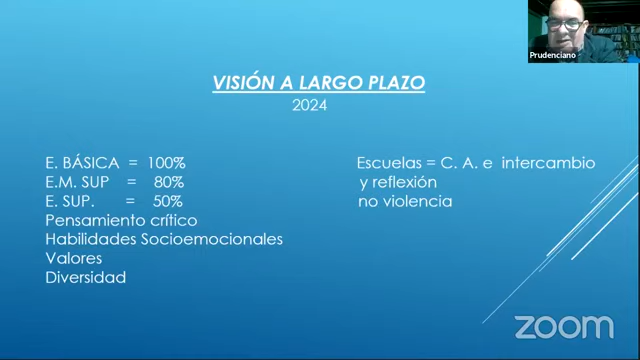 Prudenciano
VISIÓN A LARGO PLAZO
2024
E. BÁSICA = 100%
E.M. SUP = 80%
E. SUP. = 50%
Pensamiento crítico
Habilidades Socioemocionales
Valores
Diversidad
Escuelas = C. A. e intercambio
y reflexión
no violencia
zoom